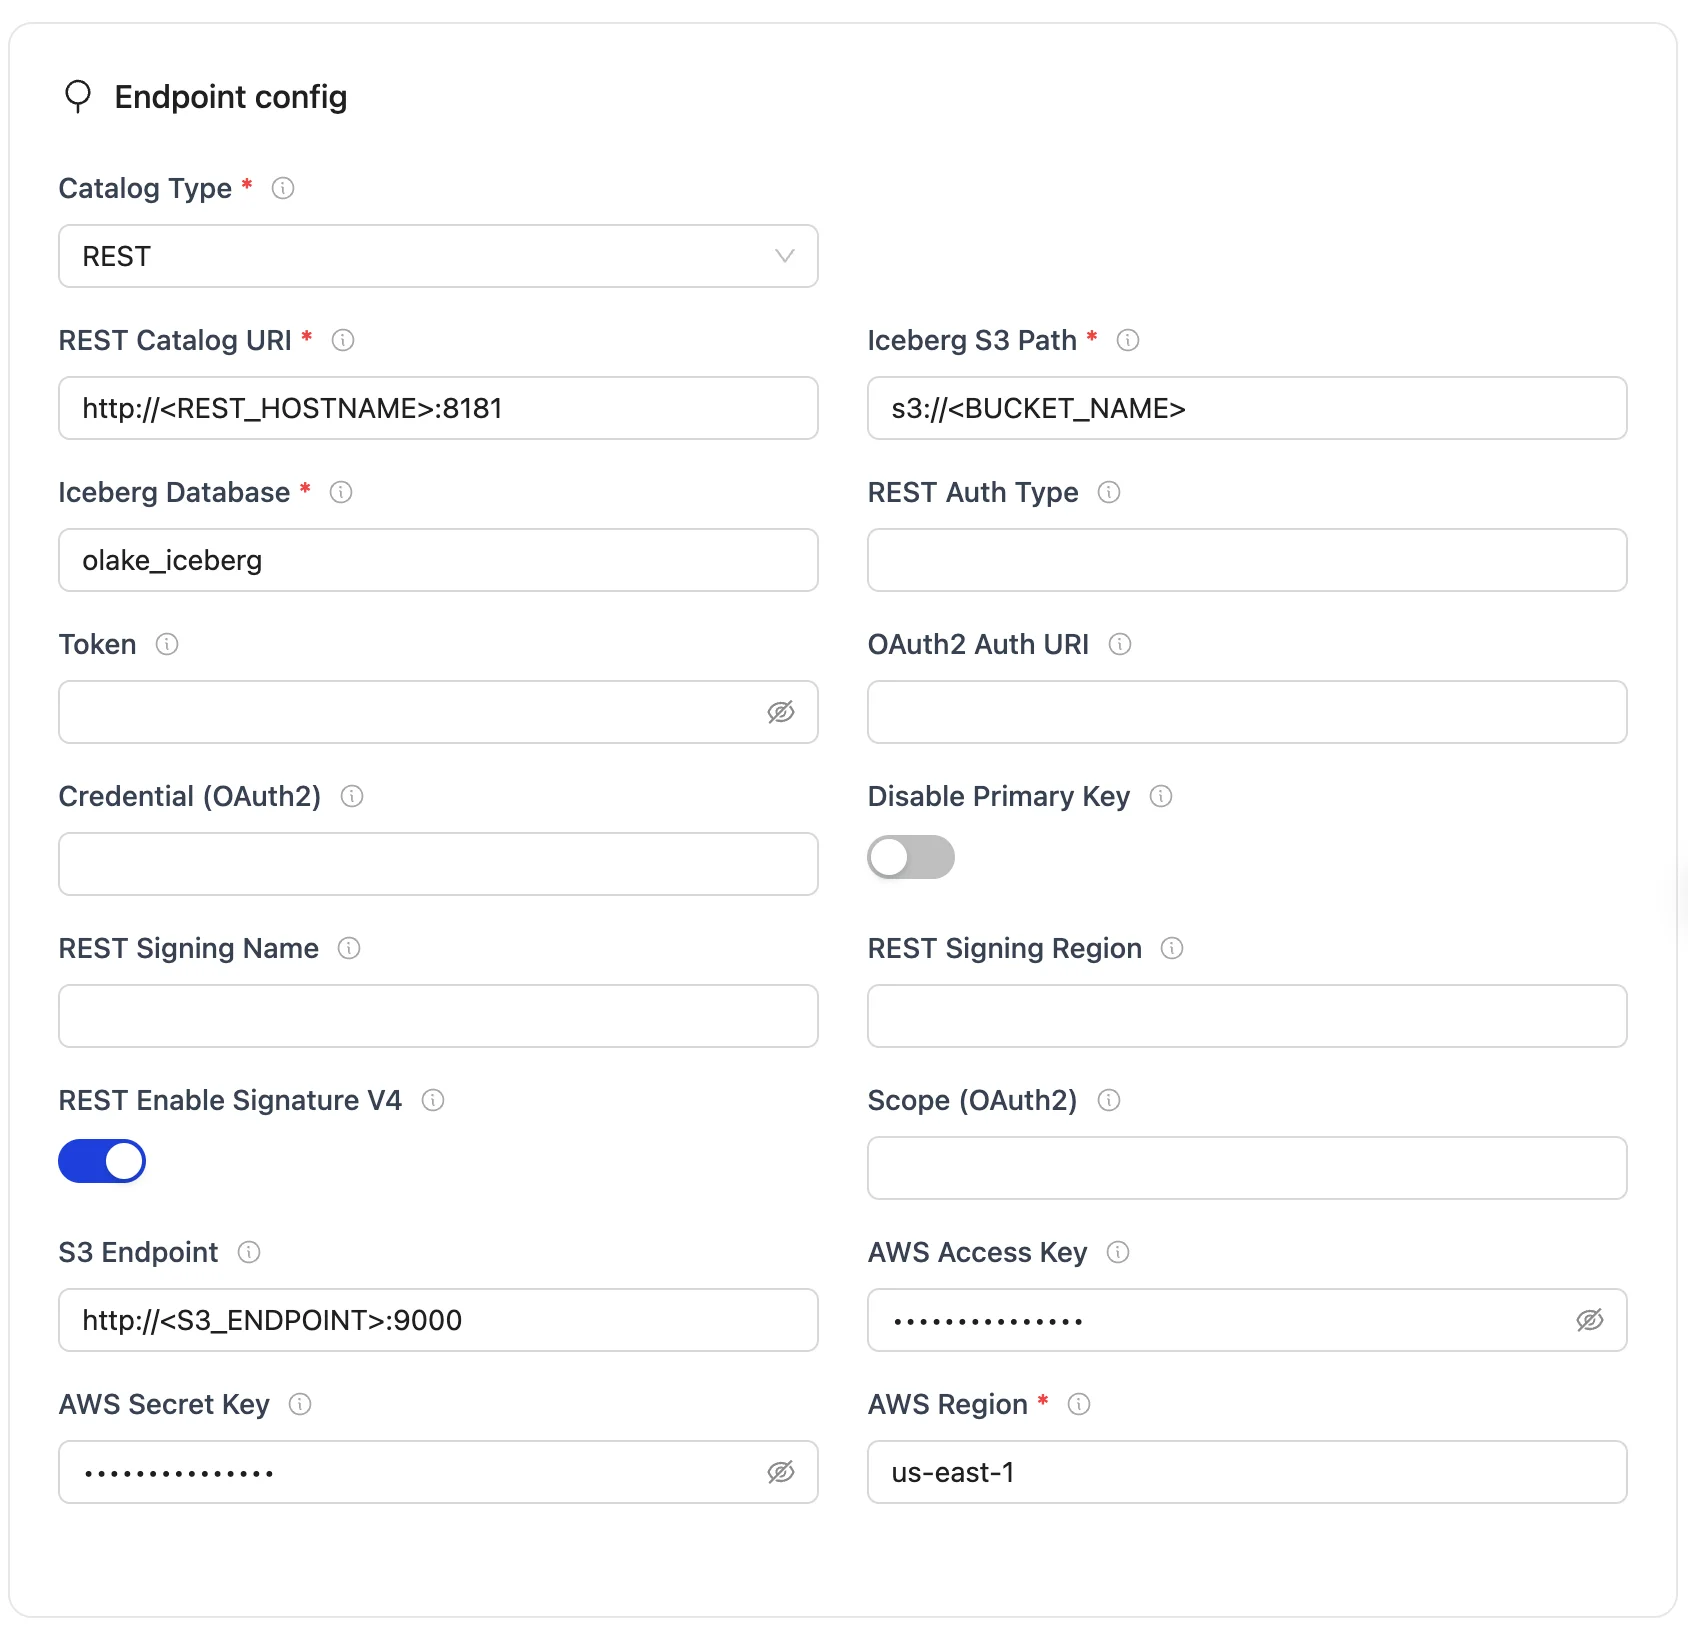 Endpoint config
Catalog Type *
REST
REST Catalog URI *
Iceberg S3 Path *
http://<REST_HOSTNAME>:8181
s3://<BUCKET_NAME>
Iceberg Database *
REST Auth Type
olake_iceberg
Token
OAuth2 Auth URI
Credential (OAuth2)
Disable Primary Key
REST Signing Name
REST Signing Region
REST Enable Signature V4
Scope (OAuth2)
S3 Endpoint
AWS Access Key
http://<S3_ENDPOINT>:9000
•••••••••••••••
AWS Secret Key
AWS Region *
•••••••••••••••
us-east-1